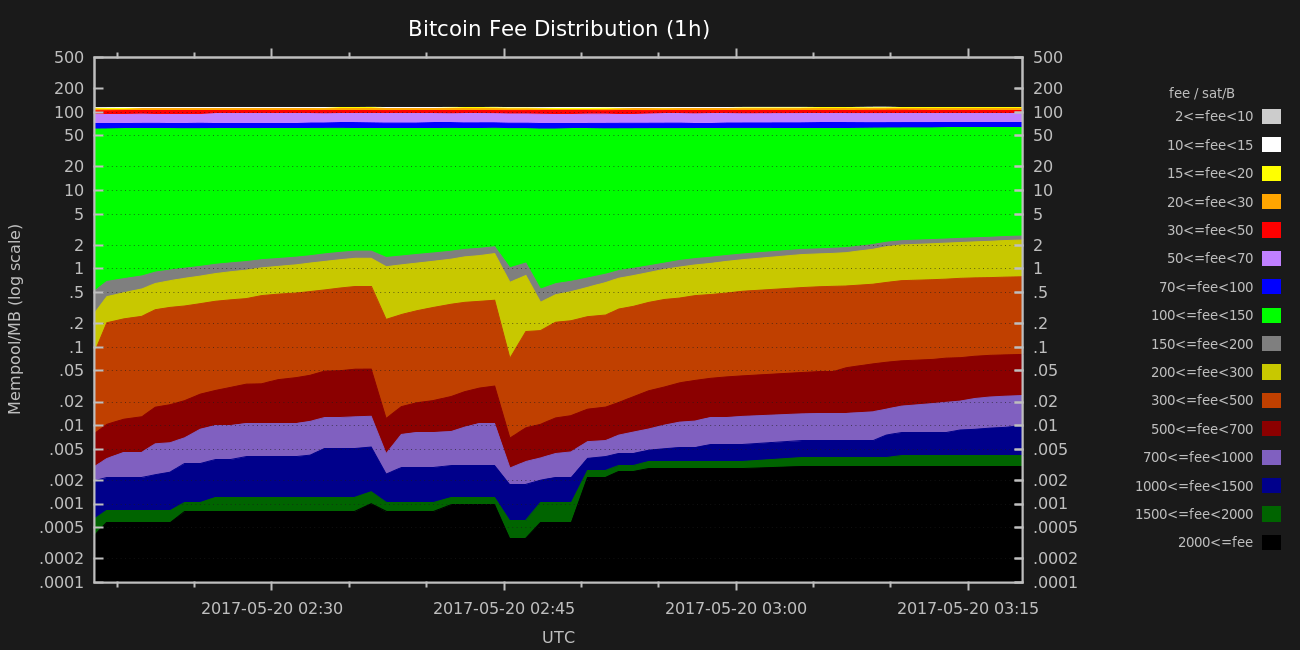 Bitcoin Fee Distribution (1h)
Mempool/MB (log scale)
500
200
100
50
20
10
5
2
1
.5
.2
.1
.05
.02
.01
.005
.002
.001
.0005
.0002
.0001
500
200
100
50
20
10
5
2
1
.5
.2
.1
.05
.02
.01
.005
.002
.001
.0005
.0002
.0001
fee / sat/B
2<=fee<10
10<=fee<15
15<=fee<20
20<=fee<30
30<=fee<50
50<=fee<70
70<=fee<100
100<=fee<150
150<=fee<200
200<=fee<300
300<=fee<500
500<=fee<700
700<=fee<1000
1000<=fee<1500
1500<=fee<2000
2000<=fee
2017-05-20 02:30 2017-05-20 02:45 2017-05-20 03:00 2017-05-20 03:15
UTC